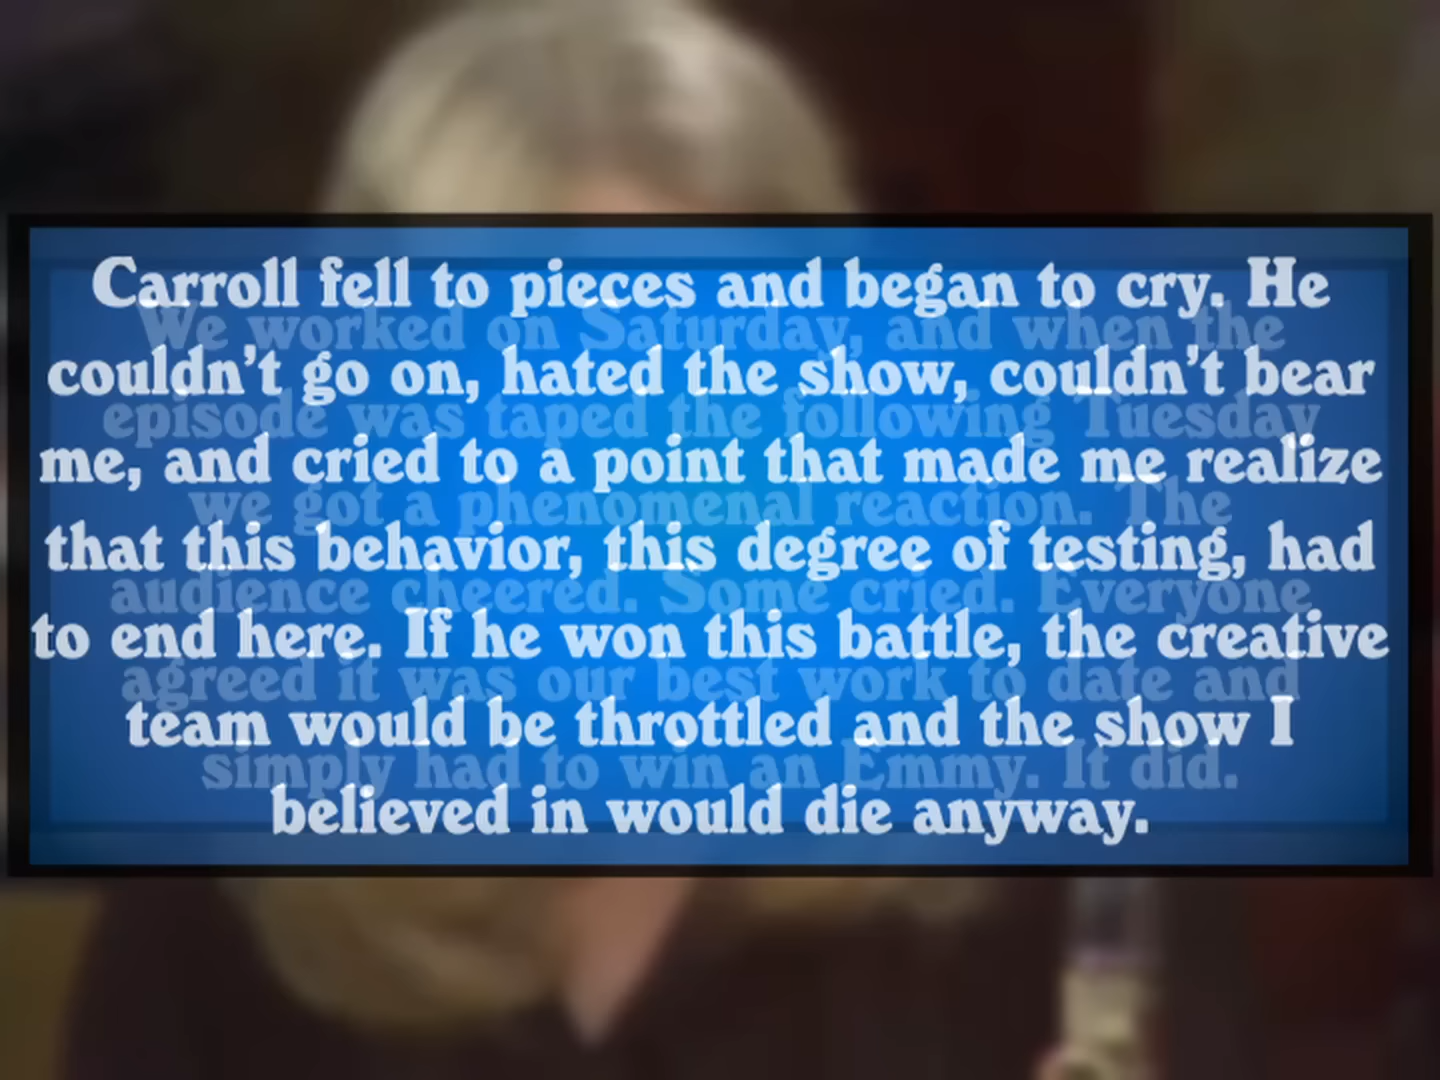 Carroll fell to pieces and began to cry. He
couldn't go on, hated the show, couldn't bear
me, and cried to a point that made me realize
that this behavior, this degree of testing, had
to end here. If he won this battle, the creative
team would be throttled and the show I
believed in would die anyway.
We worked on Saturday, and when the
episode was taped the following Tuesday
we got a phenomenal reaction. The
audience cheered. Some cried. Everyone
agreed it was our best work to date and
simply had to win an Emmy. It did.